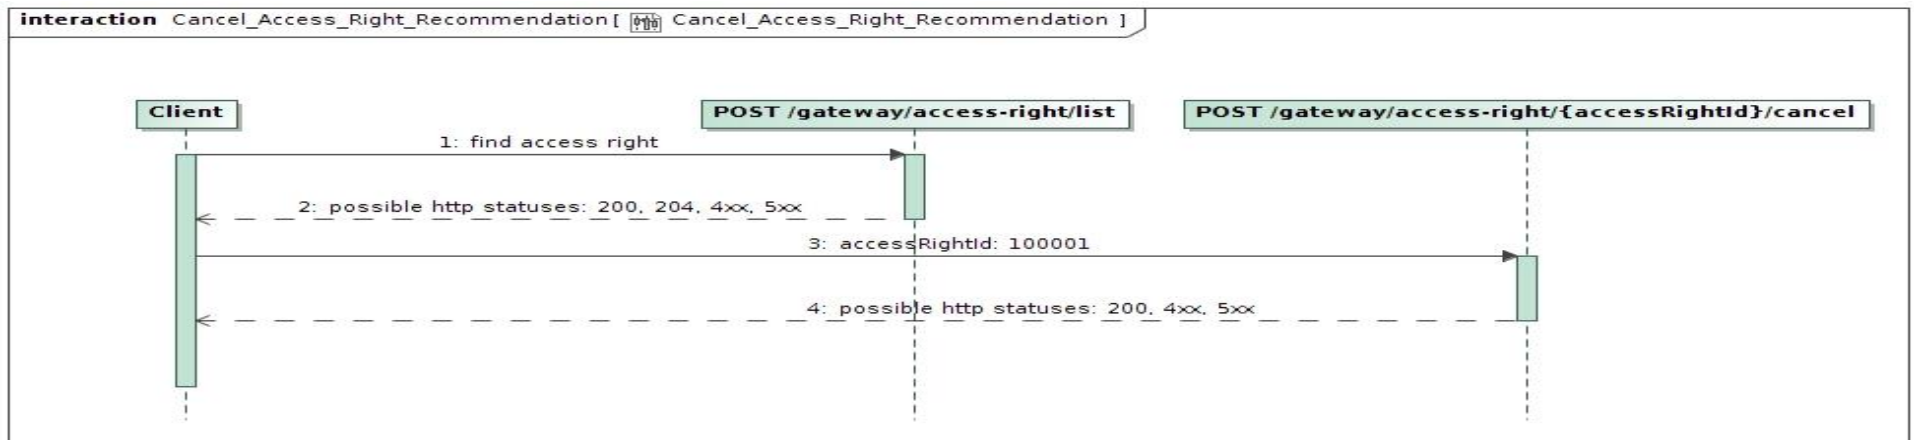 interaction Cancel_Access_Right_Recommendation[ Cancel_Access_Right_Recommendation ]
Client
POST /gateway/access-right/list
POST /gateway/access-right/{accessRightId}/cancel
1: find access right
2: possible http statuses: 200, 204, 4xx, 5xx
3: accessRightId: 100001
4: possible http statuses: 200, 4xx, 5xx